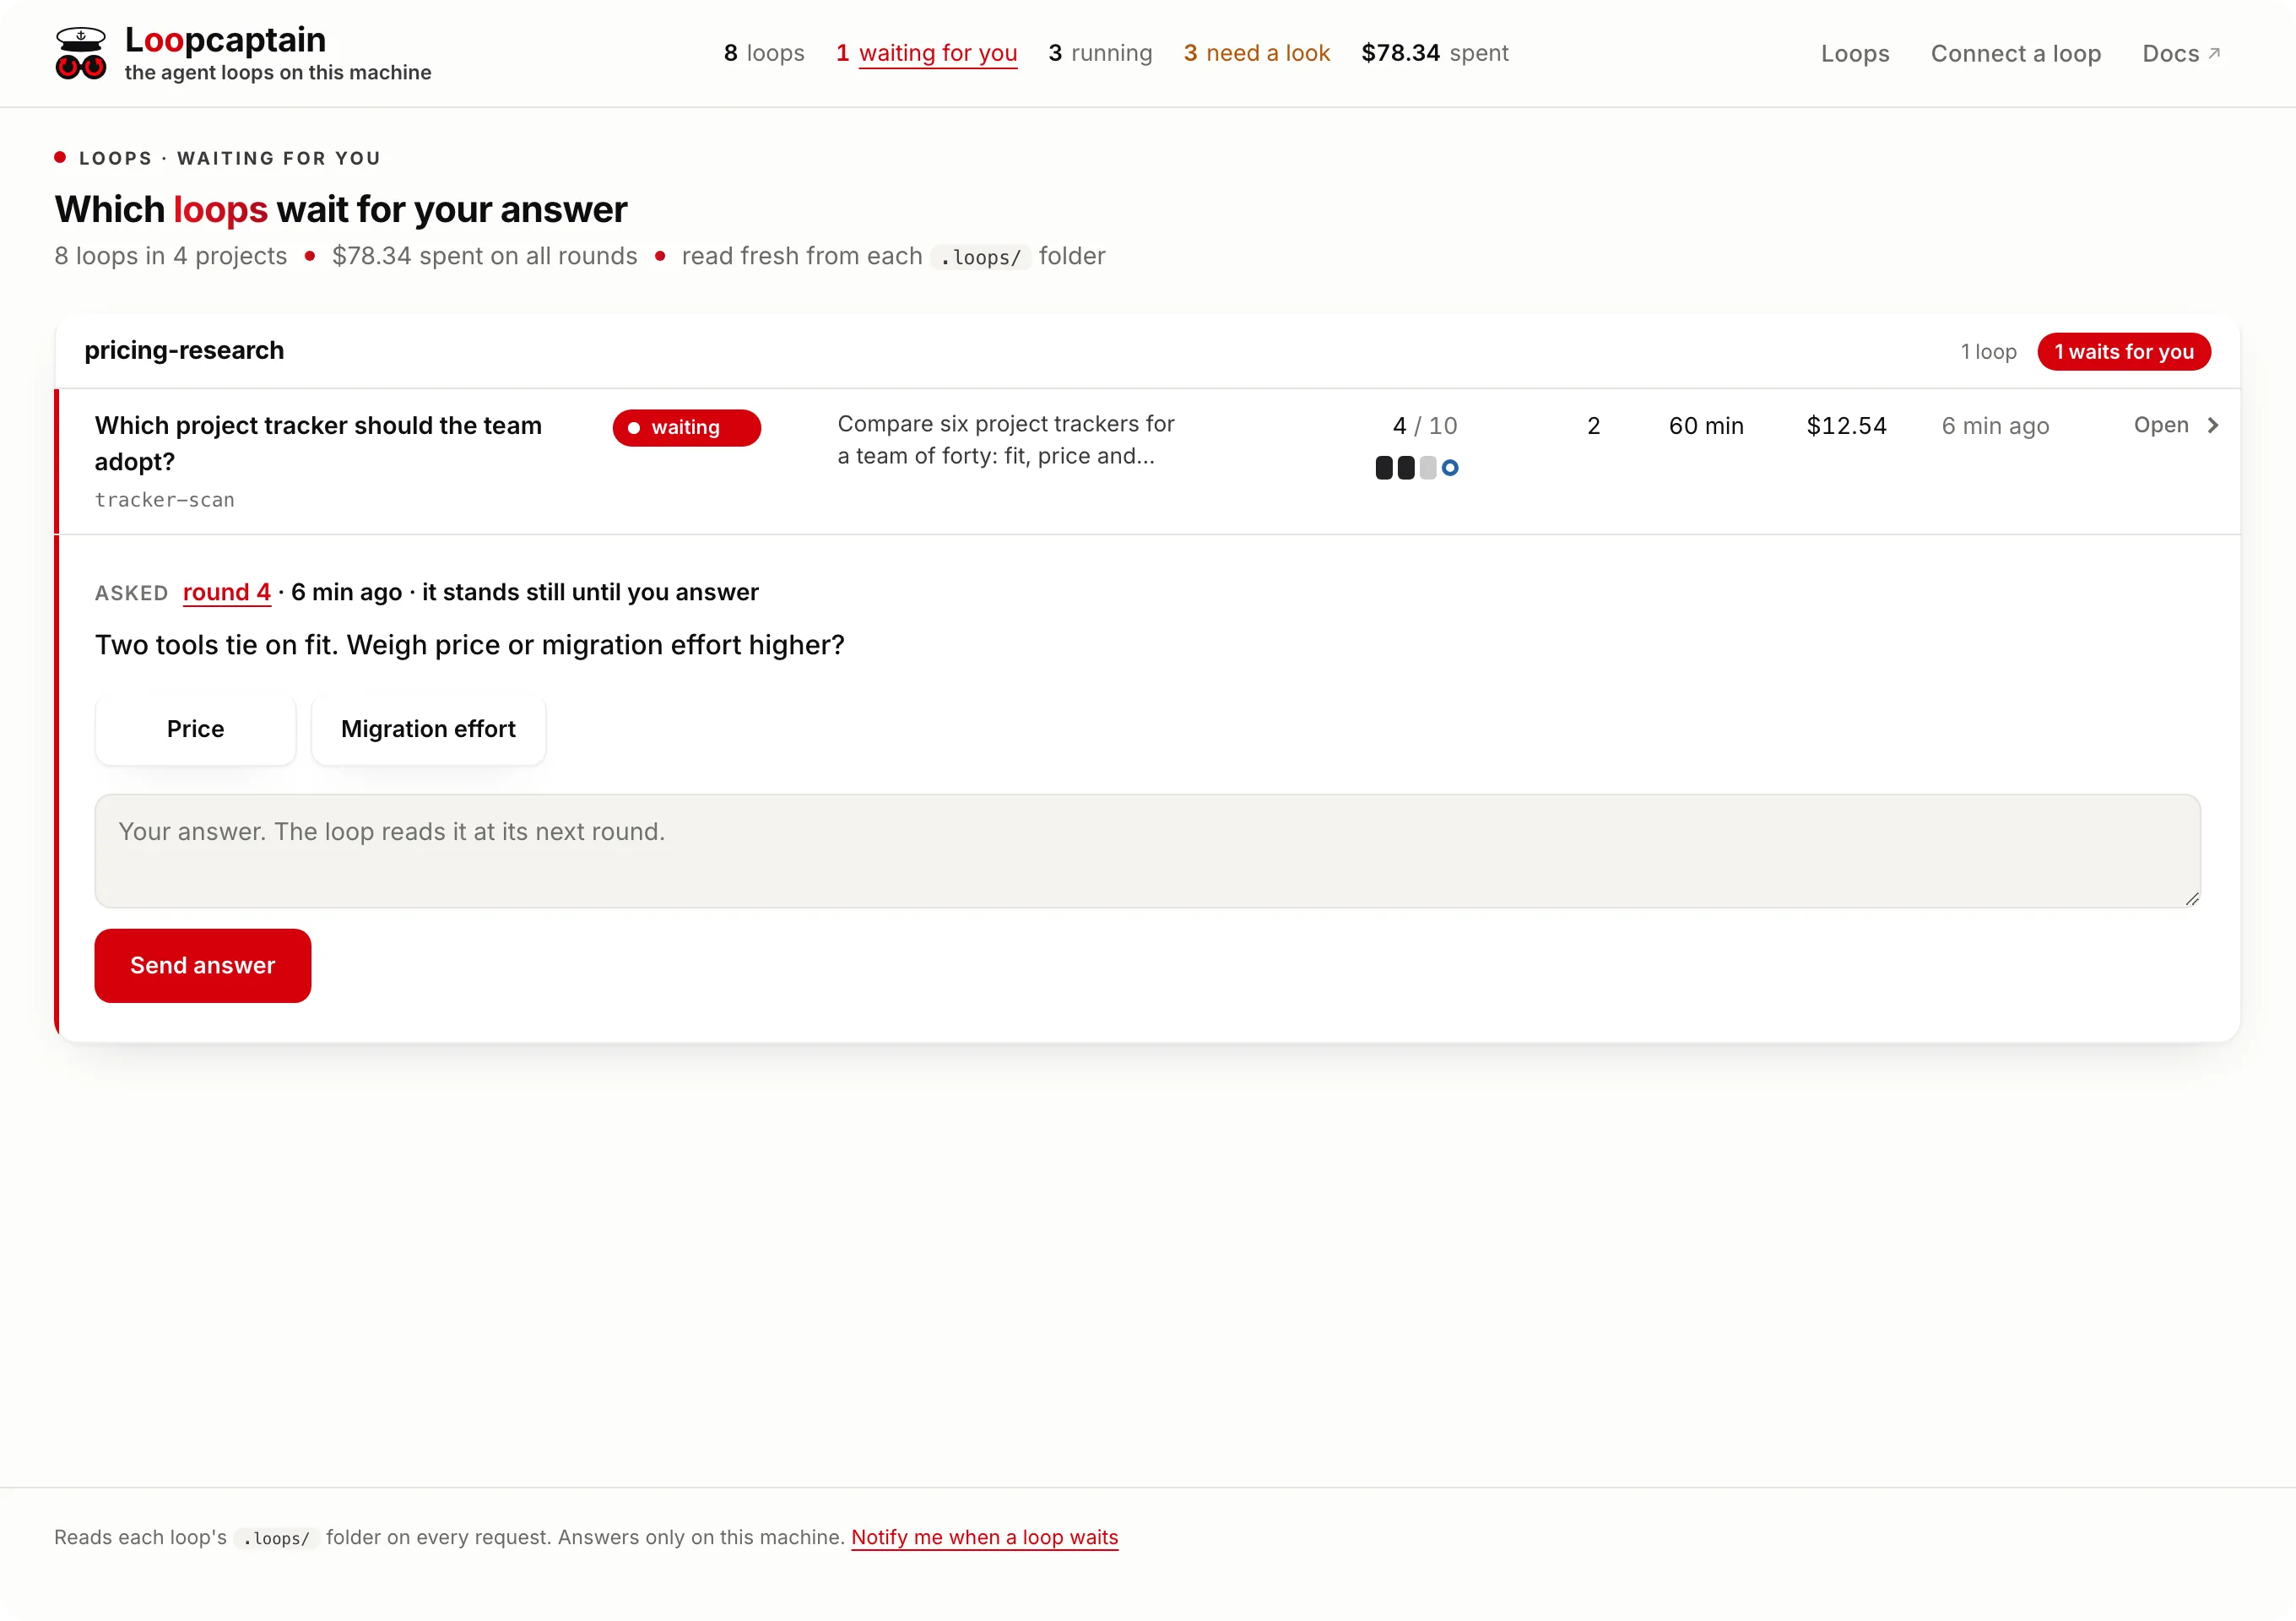 Loopcaptain
the agent loops on this machine
8 loops 1 waiting for you 3 running 3 need a look $78.34 spent
Loops Connect a loop Docs ↗
LOOPS · WAITING FOR YOU
Which loops wait for your answer
8 loops in 4 projects • $78.34 spent on all rounds • read fresh from each .loops/ folder
pricing-research 1 loop 1 waits for you
Which project tracker should the team
adopt?
tracker-scan
waiting
Compare six project trackers for
a team of forty: fit, price and...
4 / 10 2 60 min $12.54 6 min ago Open
ASKED round 4 · 6 min ago · it stands still until you answer
Two tools tie on fit. Weigh price or migration effort higher?
Price Migration effort
Your answer. The loop reads it at its next round.
Send answer
Reads each loop's .loops/ folder on every request. Answers only on this machine. Notify me when a loop waits